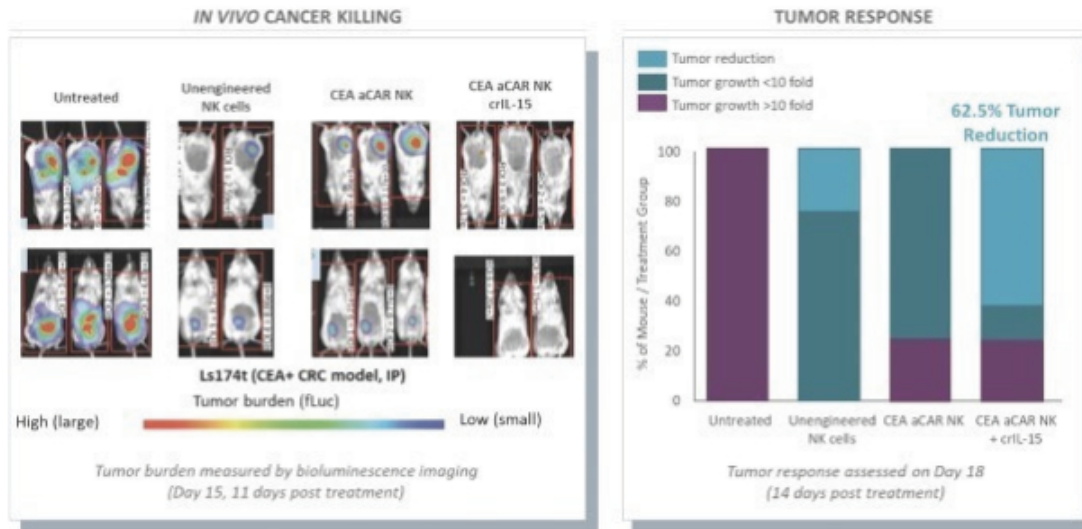 IN VIVO CANCER KILLING
Untreated
Unengineered
NK cells
CEA aCAR NK
CEA aCAR NK
crIL-15
Ls174t (CEA+ CRC model, IP)
Tumor burden (fLuc)
High (large)
Low (small)
Tumor burden measured by bioluminescence imaging
(Day 15, 11 days post treatment)
TUMOR RESPONSE
Tumor reduction
Tumor growth <10 fold
Tumor growth >10 fold
62.5% Tumor
Reduction
% of Mouse / Treatment Group
100
80
60
40
20
0
Untreated
Unengineered
NK cells
CEA aCAR NK
CEA aCAR NK
+ crIL-15
Tumor response assessed on Day 18
(14 days post treatment)